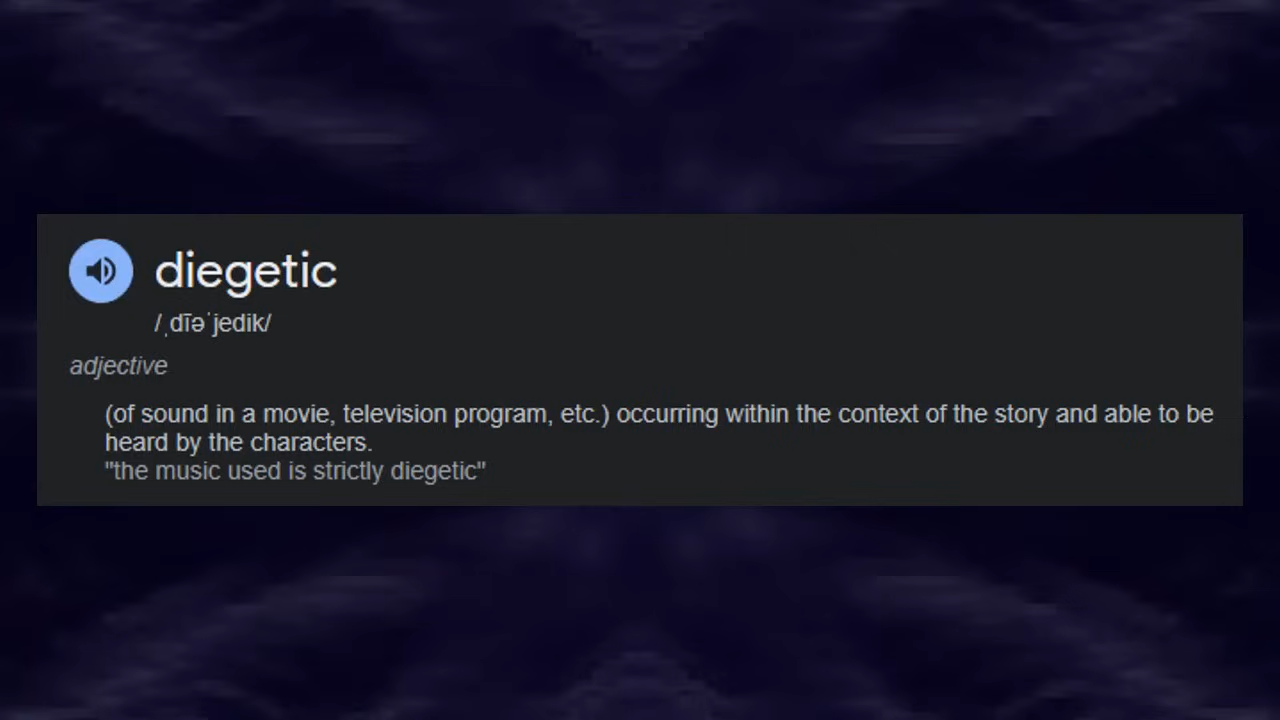 diegetic
/ˌdīəˈjedik/
adjective
(of sound in a movie, television program, etc.) occurring within the context of the story and able to be
heard by the characters.
"the music used is strictly diegetic"